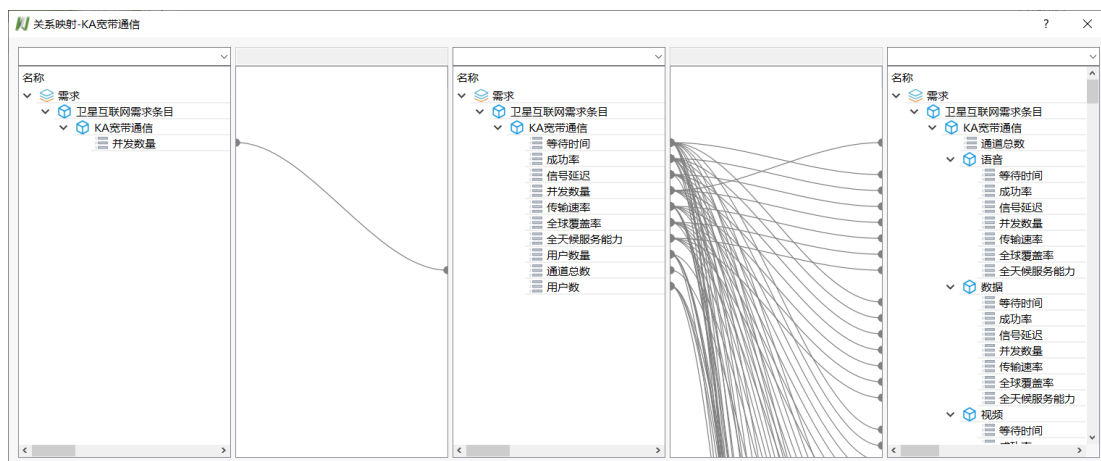 关系映射-KA宽带通信
名称
需求
卫星互联网需求条目
KA宽带通信
并发数量
名称
需求
卫星互联网需求条目
KA宽带通信
等待时间
成功率
信号延迟
并发数量
传输速率
全球覆盖率
全天候服务能力
用户数量
通道总数
用户数
名称
需求
卫星互联网需求条目
KA宽带通信
通道总数
语音
等待时间
成功率
信号延迟
并发数量
传输速率
全球覆盖率
全天候服务能力
数据
等待时间
成功率
信号延迟
并发数量
传输速率
全球覆盖率
全天候服务能力
视频
等待时间